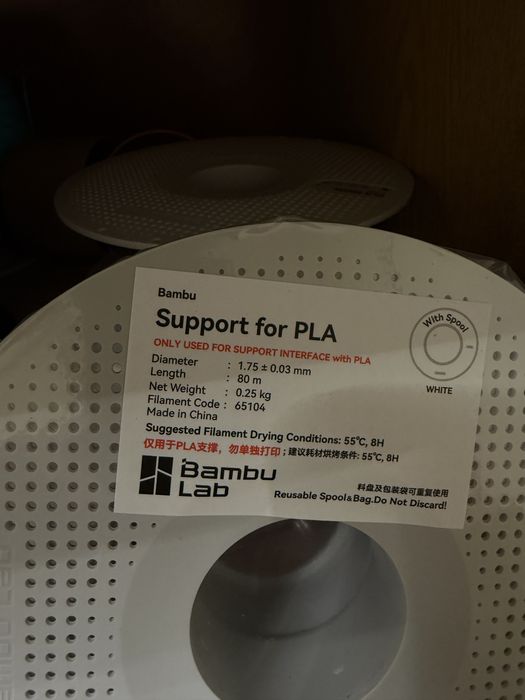 Bambu
Support for PLA
ONLY USED FOR SUPPORT INTERFACE with PLA
Diameter : 1.75 ± 0.03 mm
Length : 80 m
Net Weight : 0.25 kg
Filament Code : 65104
Made in China
With Spool
WHITE
Suggested Filament Drying Conditions: 55℃, 8H
仅用于PLA支撑，勿单独打印；建议耗材烘烤条件: 55℃, 8H
Bambu
Lab
料盘及包装袋可重复使用
Reusable Spool&Bag.Do Not Discard!